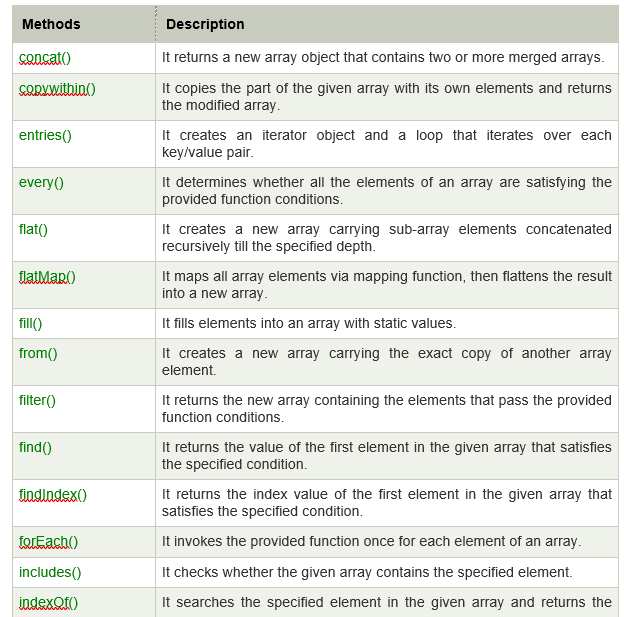 Methods Description
concat() It returns a new array object that contains two or more merged arrays.
copywithin() It copies the part of the given array with its own elements and returns
the modified array.
entries() It creates an iterator object and a loop that iterates over each
key/value pair.
every() It determines whether all the elements of an array are satisfying the
provided function conditions.
flat() It creates a new array carrying sub-array elements concatenated
recursively till the specified depth.
flatMap() It maps all array elements via mapping function, then flattens the result
into a new array.
fill() It fills elements into an array with static values.
from() It creates a new array carrying the exact copy of another array
element.
filter() It returns the new array containing the elements that pass the provided
function conditions.
find() It returns the value of the first element in the given array that satisfies
the specified condition.
findIndex() It returns the index value of the first element in the given array that
satisfies the specified condition.
forEach() It invokes the provided function once for each element of an array.
includes() It checks whether the given array contains the specified element.
indexOf() It searches the specified element in the given array and returns the